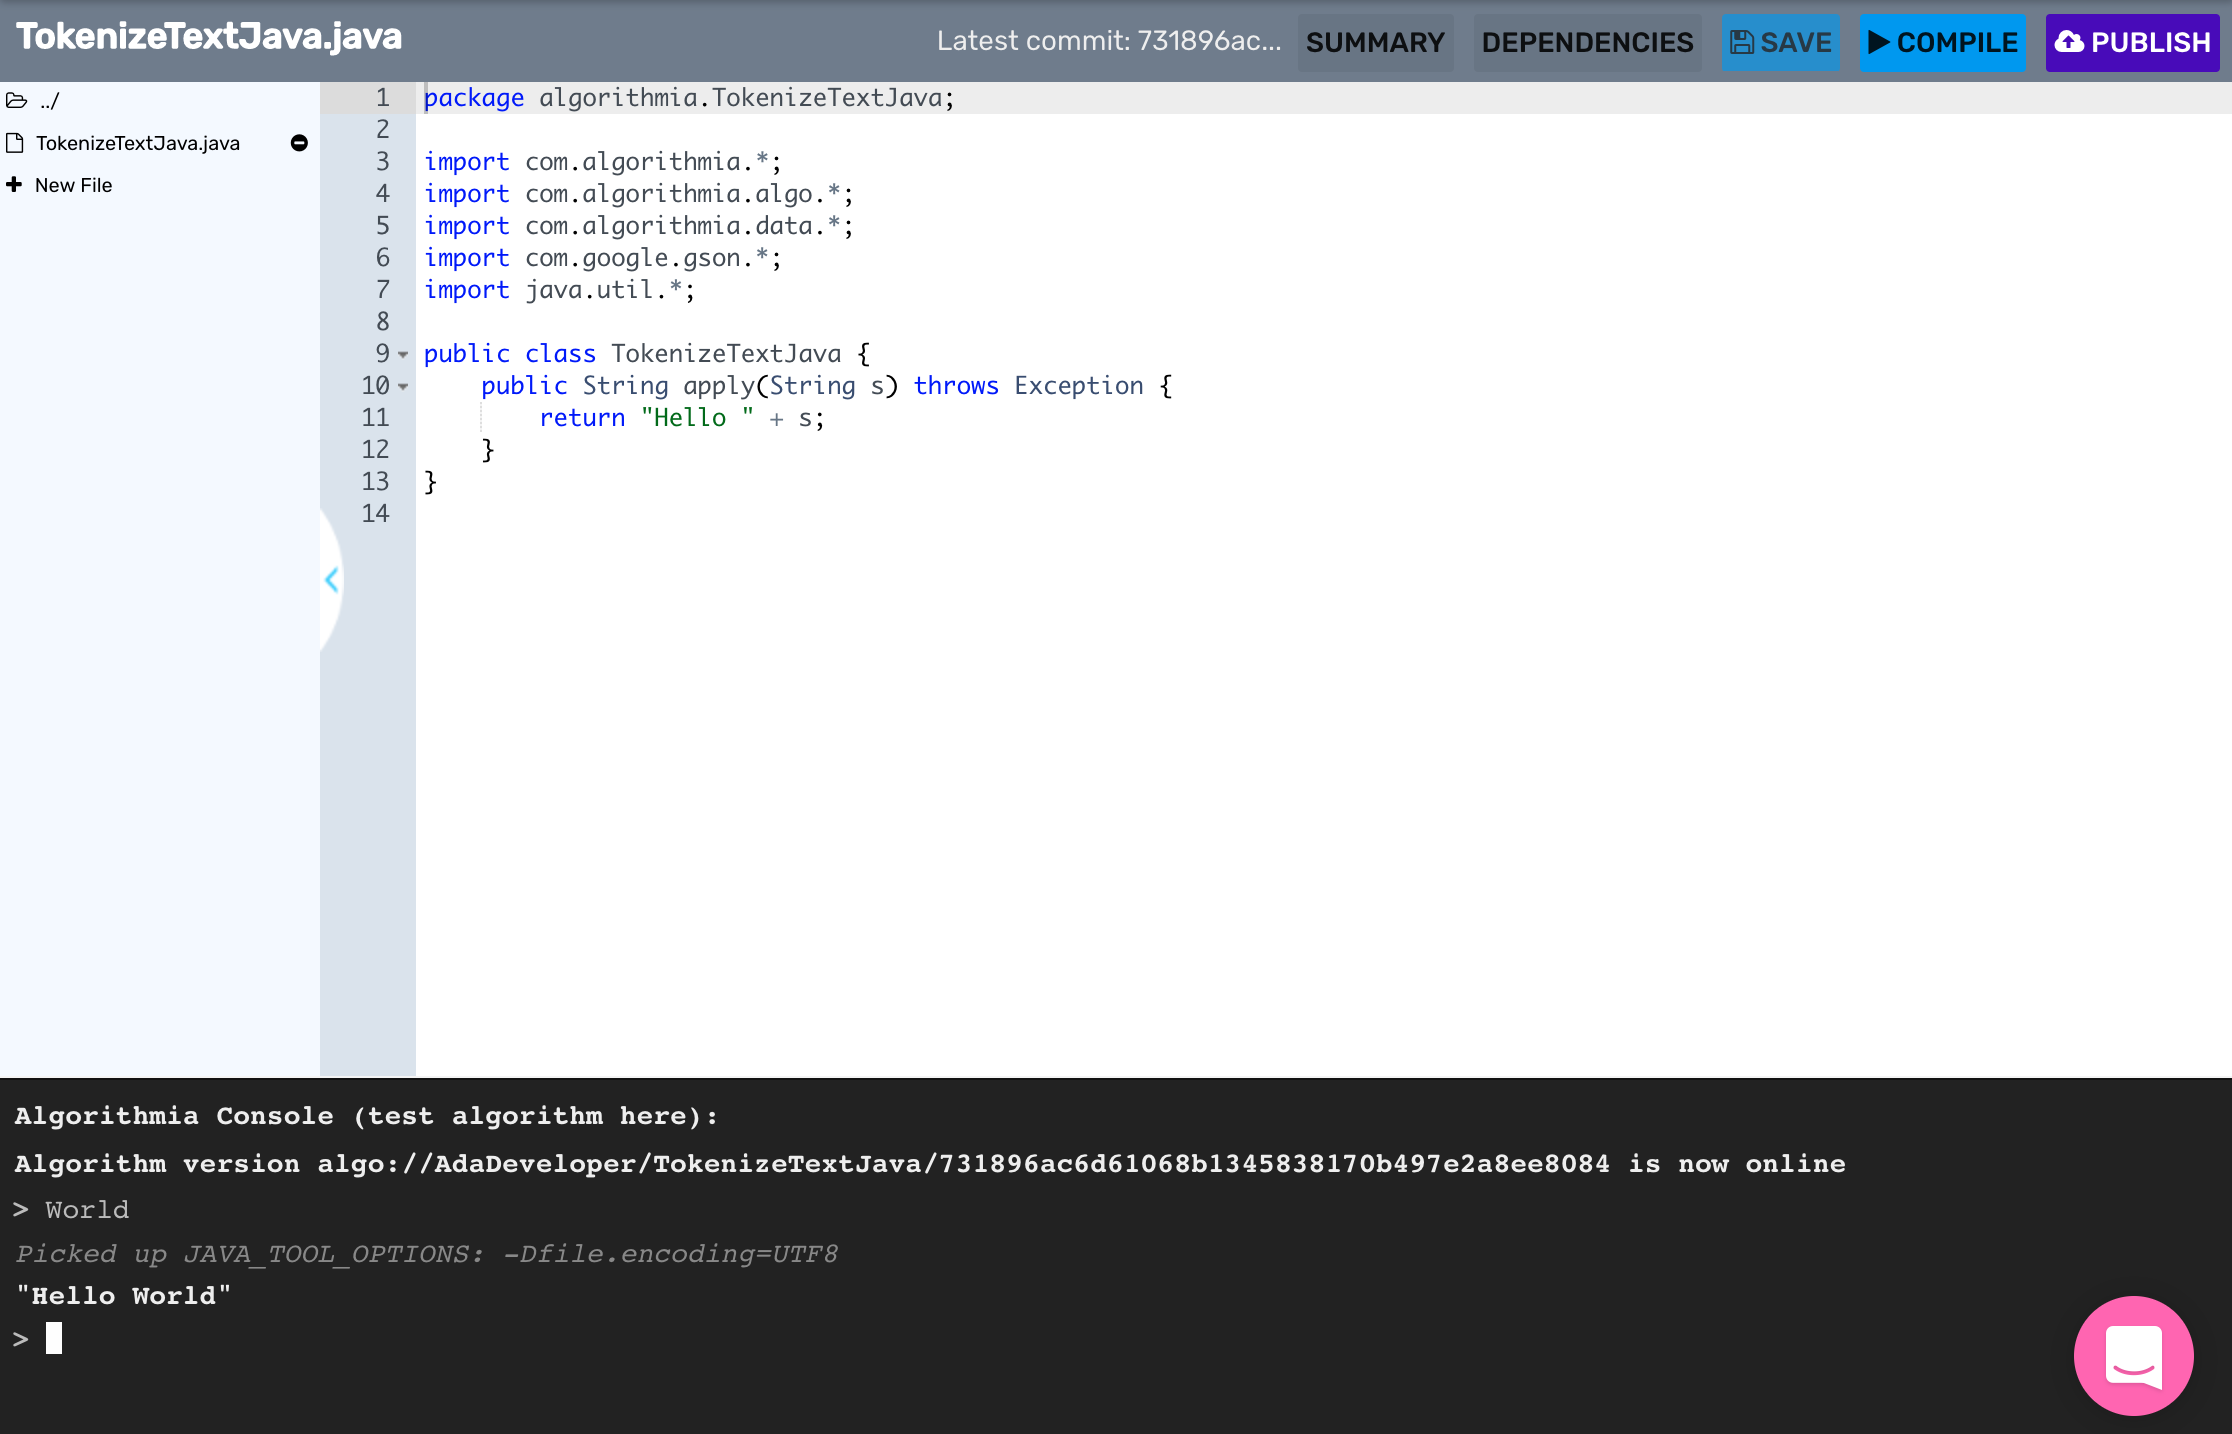 TokenizeTextJava.java
Latest commit: 731896ac... SUMMARY DEPENDENCIES SAVE COMPILE PUBLISH
../
TokenizeTextJava.java
New File
1 package algorithmia.TokenizeTextJava;
2
3 import com.algorithmia.*;
4 import com.algorithmia.algo.*;
5 import com.algorithmia.data.*;
6 import com.google.gson.*;
7 import java.util.*;
8
9 public class TokenizeTextJava {
10     public String apply(String s) throws Exception {
11         return "Hello " + s;
12     }
13 }
14
Algorithmia Console (test algorithm here):
Algorithm version algo://AdaDeveloper/TokenizeTextJava/731896ac6d61068b1345838170b497e2a8ee8084 is now online
> World
Picked up JAVA_TOOL_OPTIONS: -Dfile.encoding=UTF8
"Hello World"
>